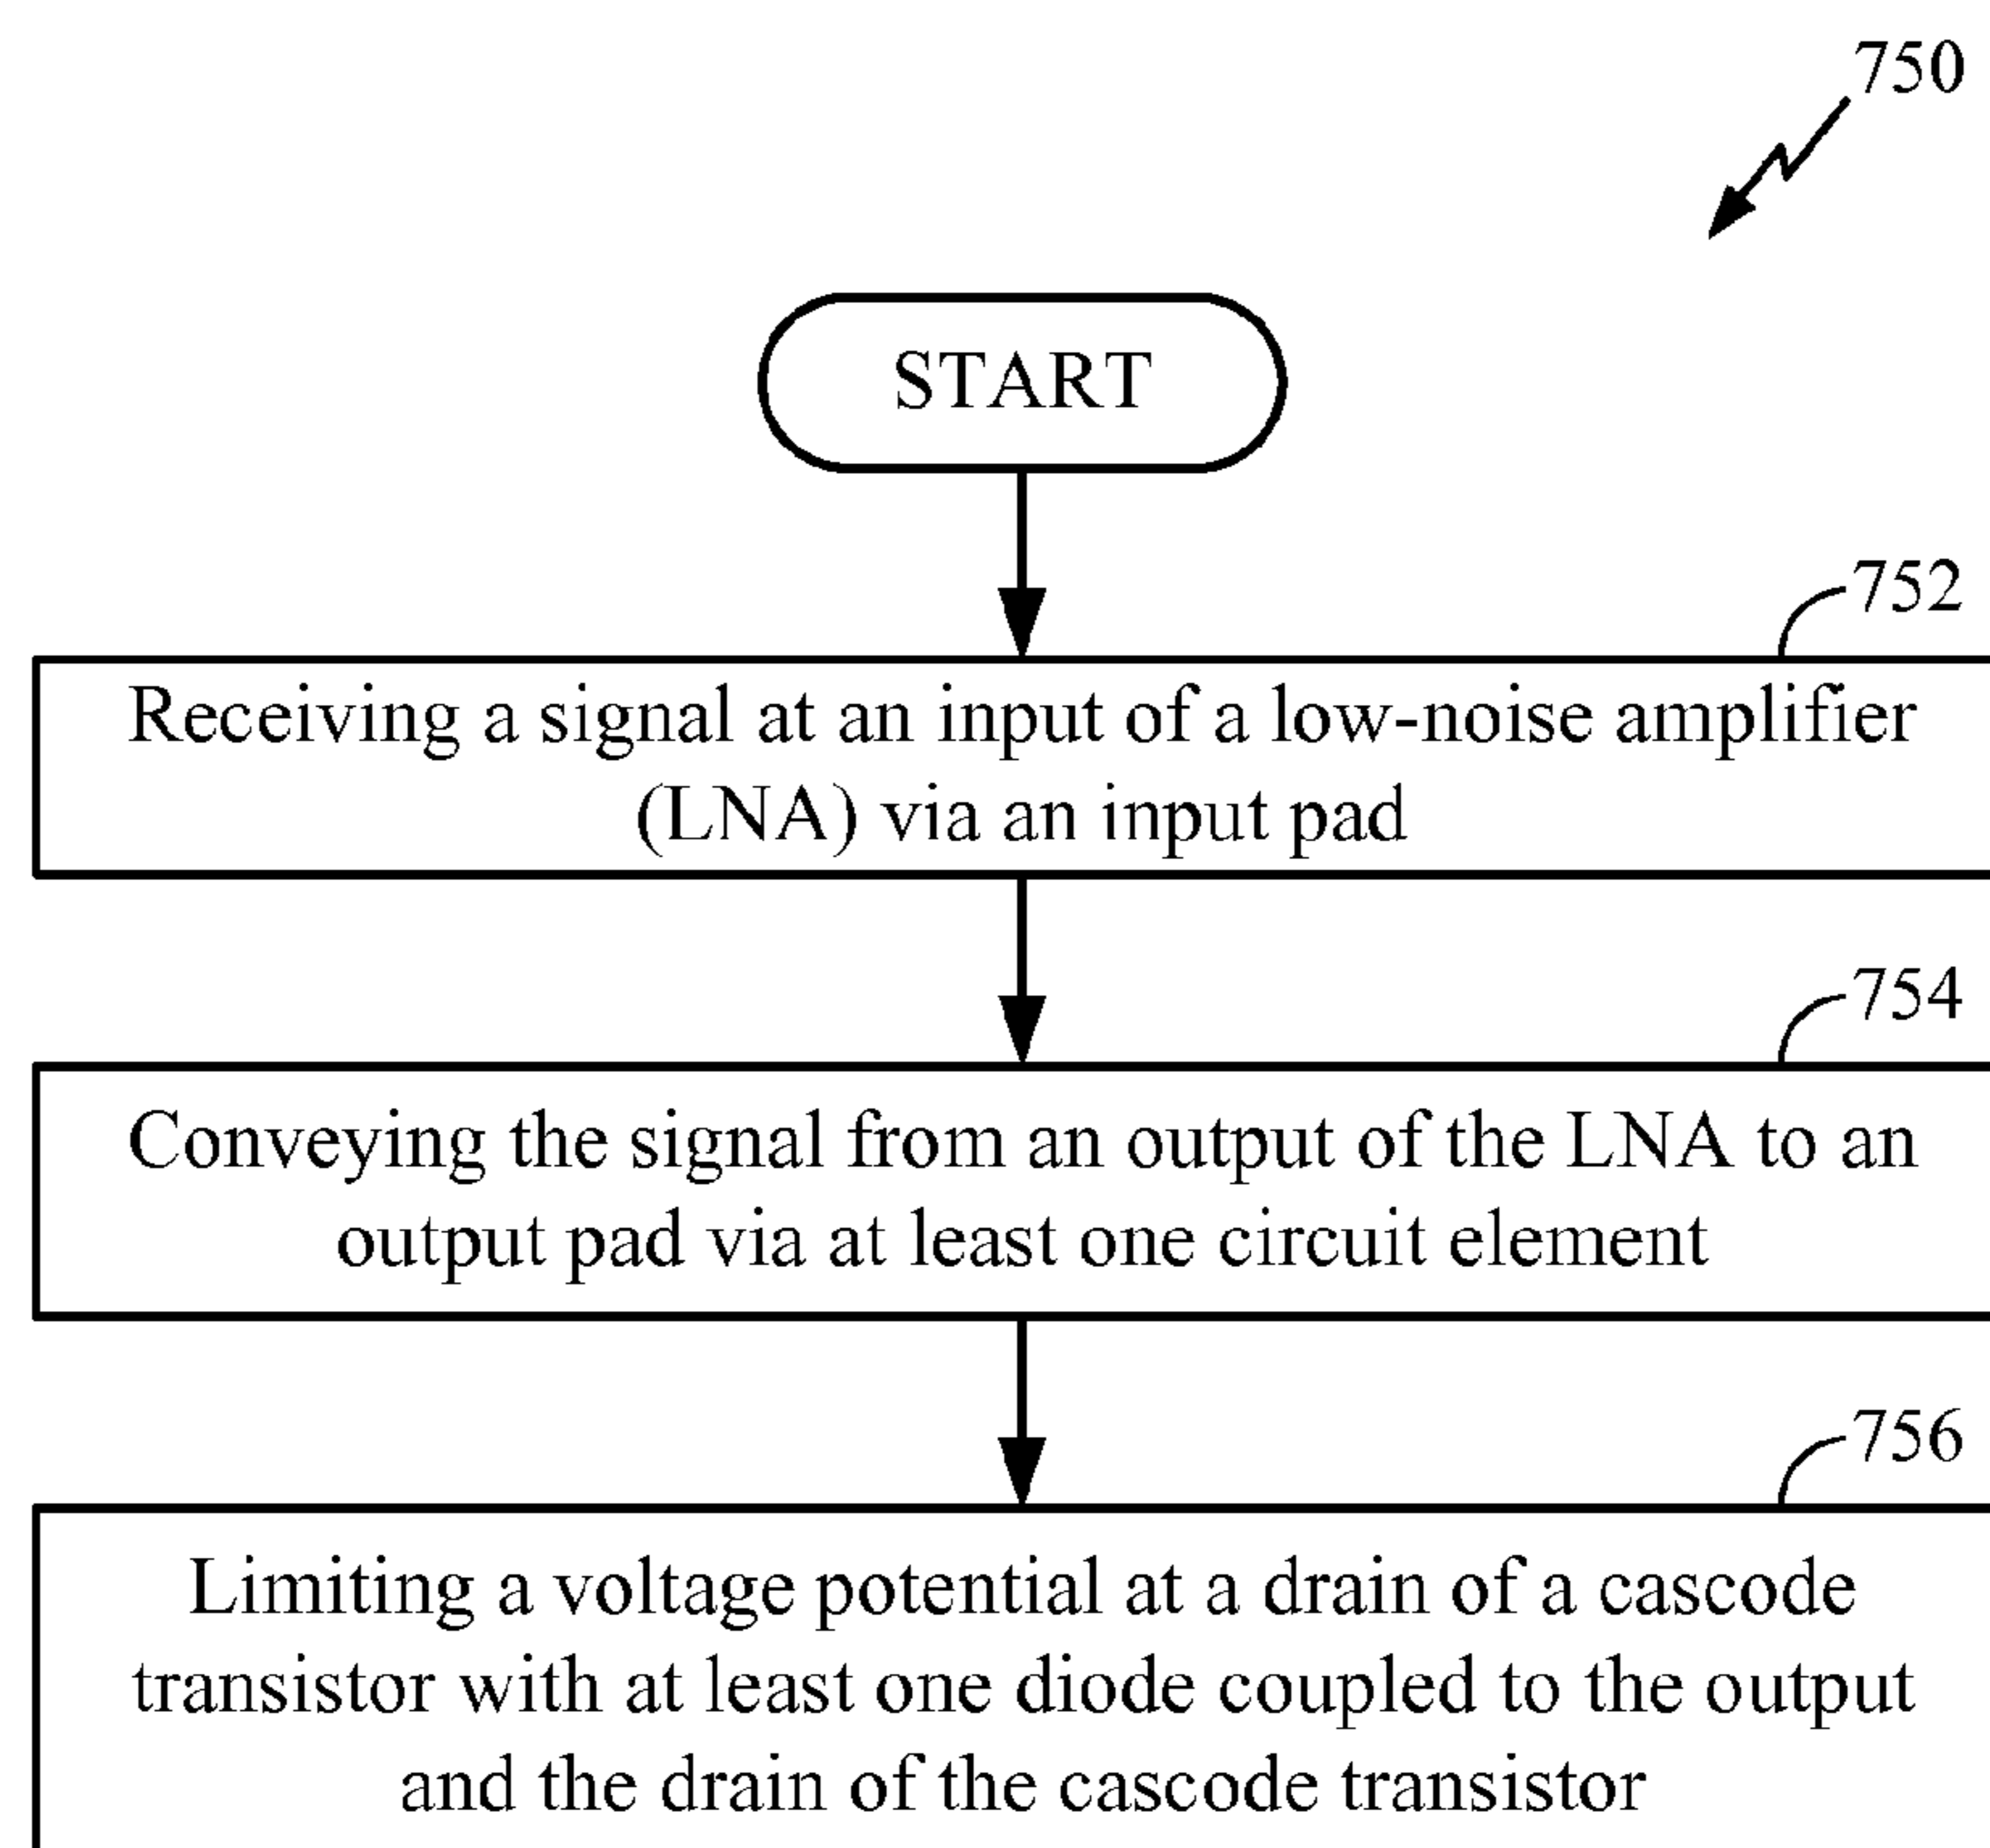 750
START
752
Receiving a signal at an input of a low-noise amplifier
(LNA) via an input pad
754
Conveying the signal from an output of the LNA to an
output pad via at least one circuit element
756
Limiting a voltage potential at a drain of a cascode
transistor with at least one diode coupled to the output
and the drain of the cascode transistor